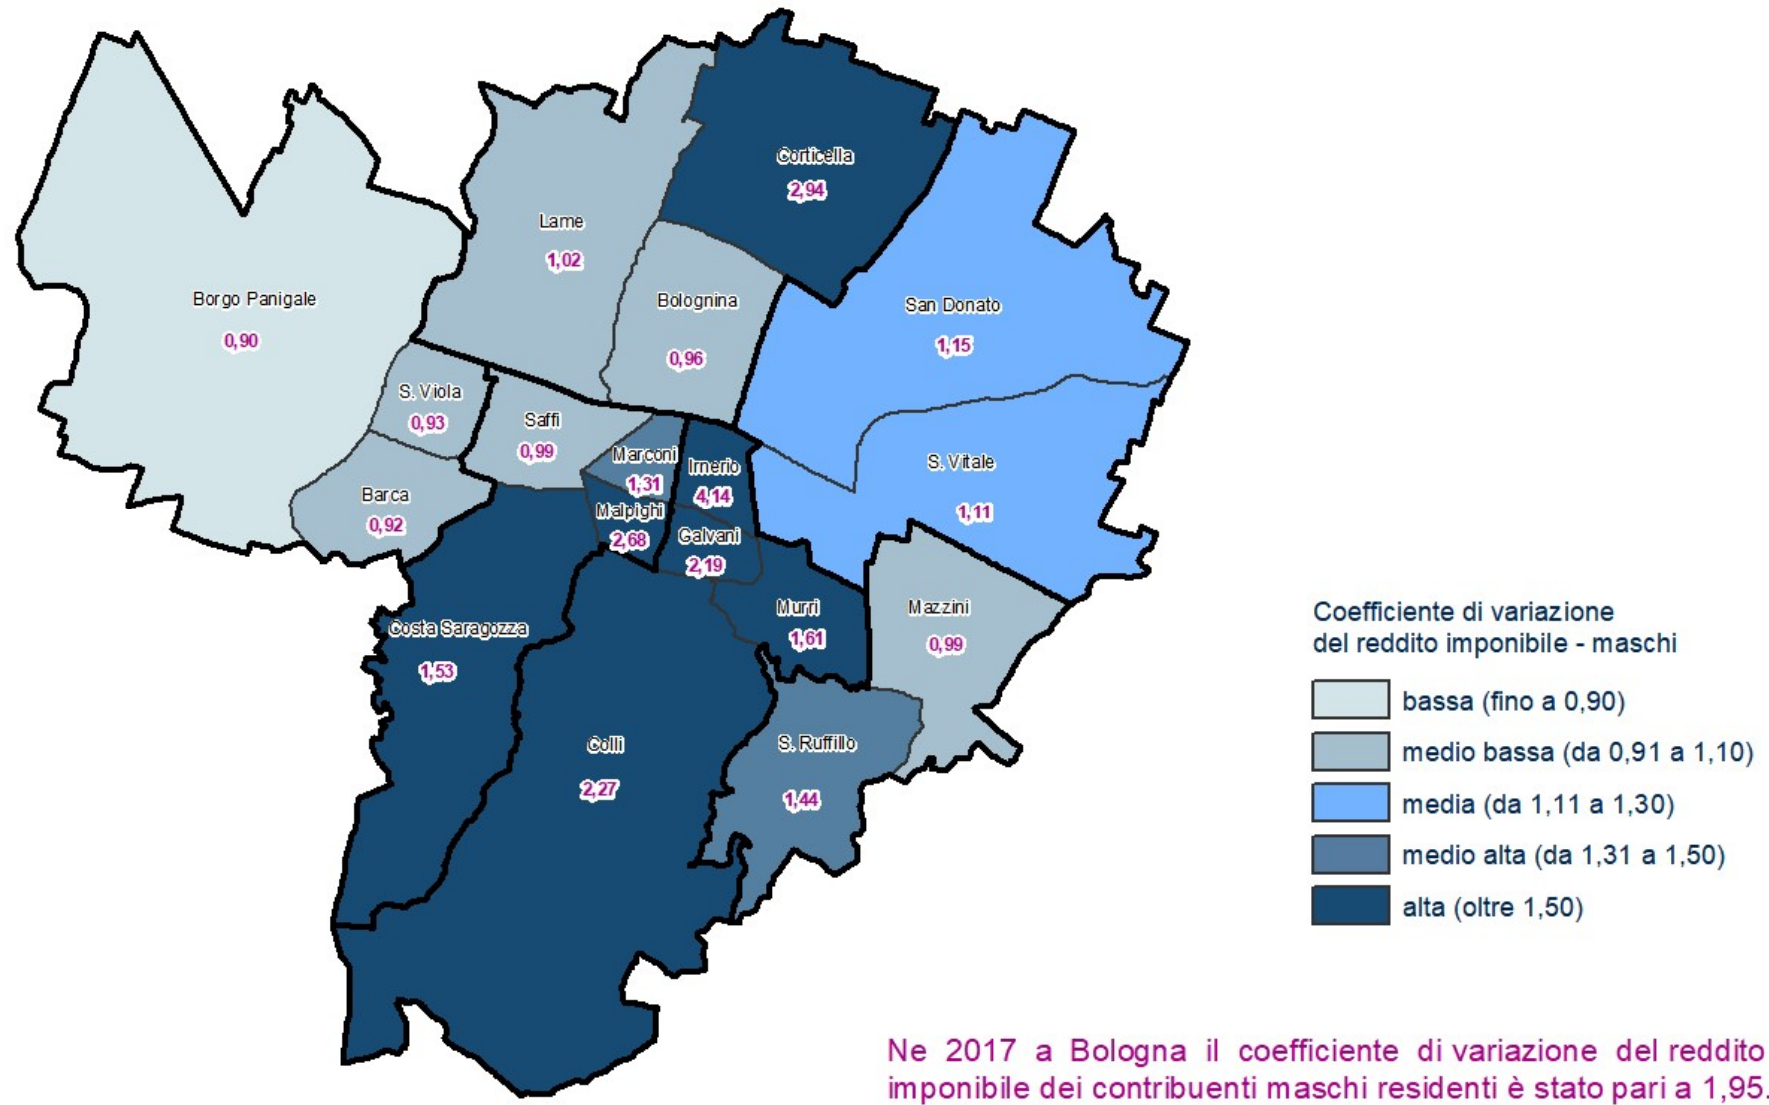 Corticella
2,94
Lame
1,02
Borgo Panigale
0,90
Bolognina
0,96
San Donato
1,15
S. Viola
0,93
Saffi
0,99
Marconi
1,31
Irnerio
4,14
S. Vitale
1,11
Barca
0,92
Malpighi
2,68
Galvani
2,19
Costa Saragozza
1,53
Murri
1,61
Mazzini
0,99
Colli
2,27
S. Ruffillo
1,44
Coefficiente di variazione
del reddito imponibile - maschi
bassa (fino a 0,90)
medio bassa (da 0,91 a 1,10)
media (da 1,11 a 1,30)
medio alta (da 1,31 a 1,50)
alta (oltre 1,50)
Ne 2017 a Bologna il coefficiente di variazione del reddito
imponibile dei contribuenti maschi residenti è stato pari a 1,95.